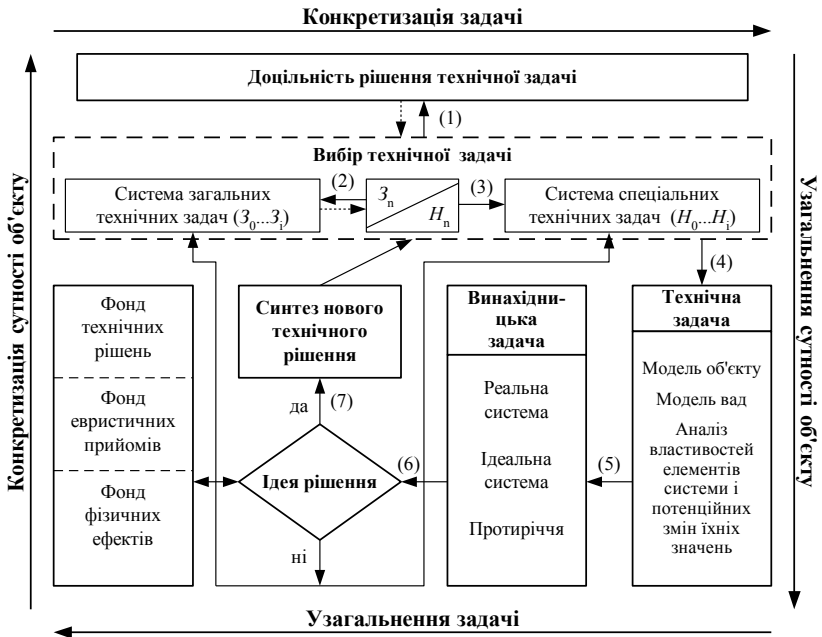 Конкретизація задачі
Доцільність рішення технічної задачі
(1)
Вибір технічної задачі
Система загальних
технічних задач (З0...Зi)
(2)
Зn
Hn
(3)
Система спеціальних
технічних задач (H0...Hi)
(4)
Конкретизація сутності об'єкту
Узагальнення сутності об'єкту
Фонд
технічних
рішень
Фонд
евристичних
прийомів
Фонд
фізичних
ефектів
Синтез нового
технічного
рішення
да
(7)
Ідея рішення
ні
(6)
Винахідни-
цька
задача
Реальна
система
Ідеальна
система
Протиріччя
(5)
Технічна
задача
Модель об'єкту
Модель вад
Аналіз
властивостей
елементів
системи і
потенційних
змін їхніх
значень
Узагальнення задачі